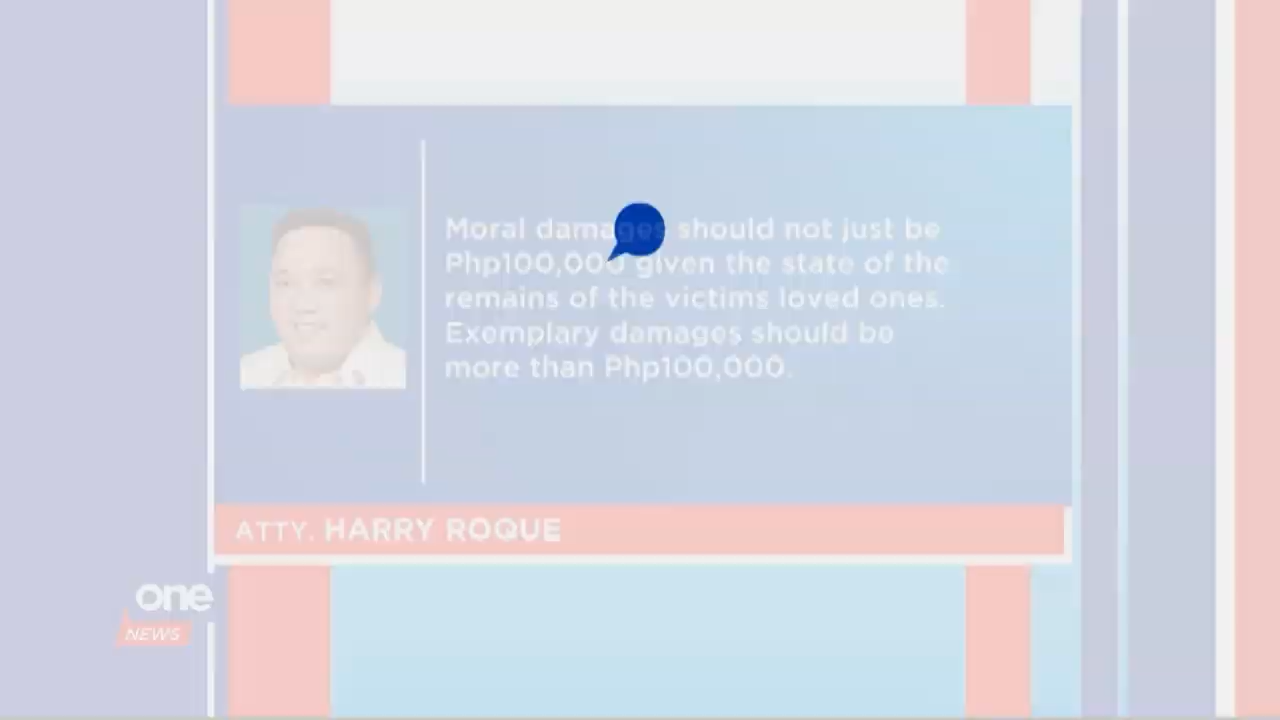 Moral damages should not just be
Php100,000 given the state of the
remains of the victims loved ones.
Exemplary damages should be
more than Php100,000.
ATTY. HARRY ROQUE
one
NEWS